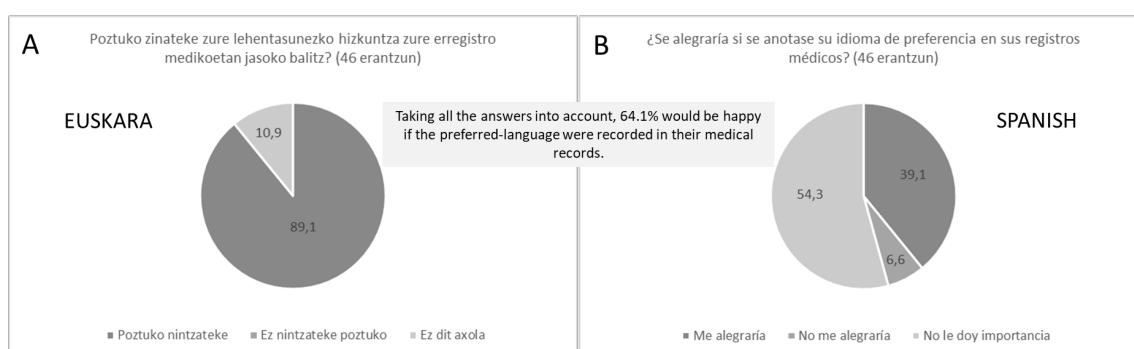 A
Poztuko zinateke zure lehentasunezko hizkuntza zure erregistro
medikoetan jasoko balitz? (46 erantzun)
EUSKARA
10,9
89,1
■ Poztuko nintzateke ■ Ez nintzateke poztuko ■ Ez dit axola
Taking all the answers into account, 64.1% would be happy
if the preferred-language were recorded in their medical
records.
B
¿Se alegraría si se anotase su idioma de preferencia en sus registros
médicos? (46 erantzun)
SPANISH
39,1
54,3
6,6
■ Me alegraría ■ No me alegraría ■ No le doy importancia